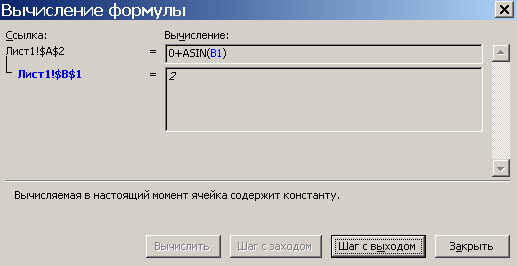 Вычисление формулы
Ссылка: Вычисление:
Лист1!$A$2 = 0+ASIN(B1)
Лист1!$B$1 = 2
Вычисляемая в настоящий момент ячейка содержит константу.
Вычислить Шаг с заходом Шаг с выходом Закрыть